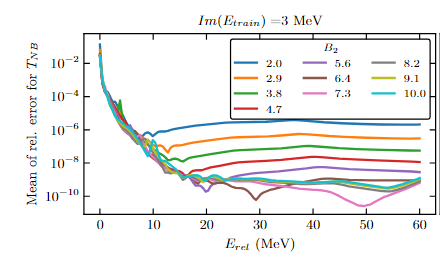 Im(E_train) =3 MeV
Mean of rel. error for T_NB
10^−2
10^−4
10^−6
10^−8
10^−10
B_2
2.0 5.6 8.2
2.9 6.4 9.1
3.8 7.3 10.0
4.7
0 10 20 30 40 50 60
E_rel (MeV)